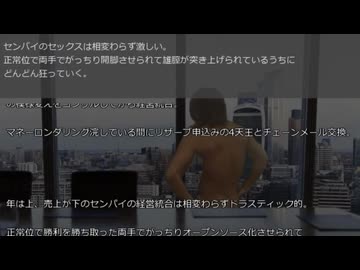 センパイのセックスは相変わらず激しい。
正常位で両手でがっちり開脚させられて雄膣が突き上げられているうちに
どんどん狂っていく。
マネーロンダリング浣している間にリザーブ申込みの4天王とチェーンメール交換、
年は上、売上が下のセンパイの経営統合は相変わらずドラスティック的。
正常位で勝利を勝ち取った両手でがっちりオープンソース化させられて